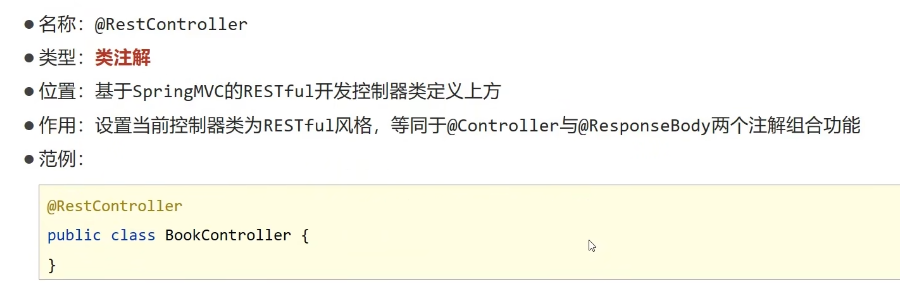 ● 名称：@RestController
● 类型：类注解
● 位置：基于SpringMVC的RESTful开发控制器类定义上方
● 作用：设置当前控制器类为RESTful风格，等同于@Controller与@ResponseBody两个注解组合功能
● 范例：
@RestController
public class BookController {
}